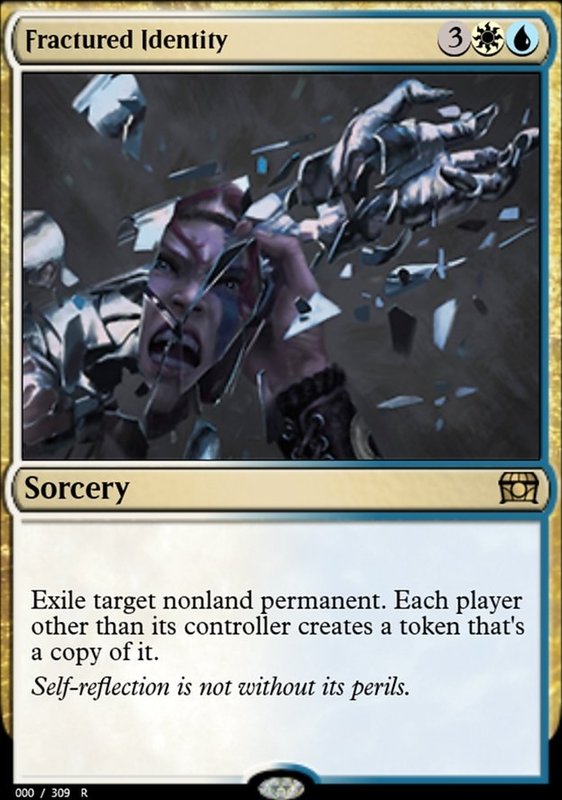 Fractured Identity 3
Sorcery
Exile target nonland permanent. Each player
other than its controller creates a token that's
a copy of it.
Self-reflection is not without its perils.
000 / 309 R